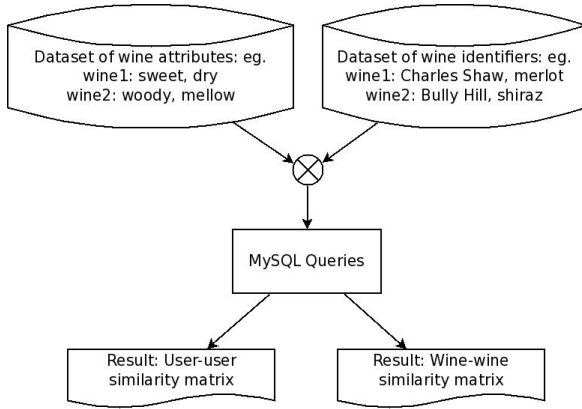 Dataset of wine attributes: eg.
wine1: sweet, dry
wine2: woody, mellow
Dataset of wine identifiers: eg.
wine1: Charles Shaw, merlot
wine2: Bully Hill, shiraz
MySQL Queries
Result: User-user
similarity matrix
Result: Wine-wine
similarity matrix